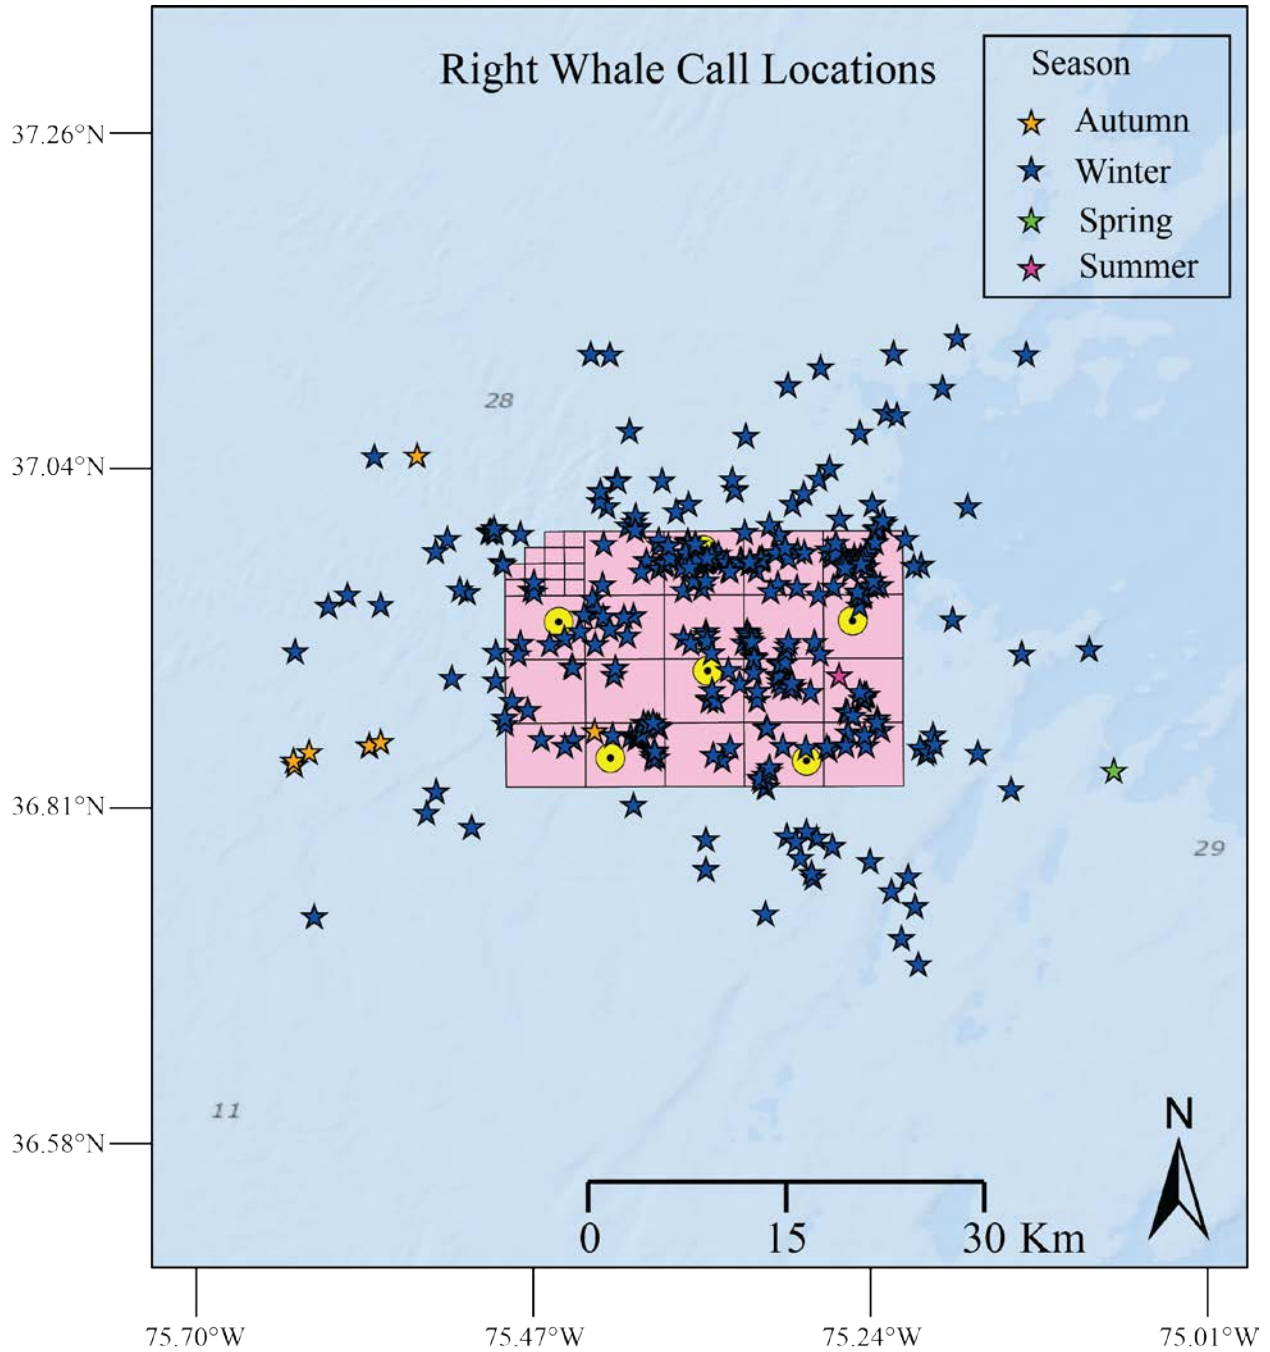 Right Whale Call Locations
Season
Autumn
Winter
Spring
Summer
37.26°N
37.04°N
36.81°N
36.58°N
28
29
11
N
0 15 30 Km
75.70°W 75.47°W 75.24°W 75.01°W